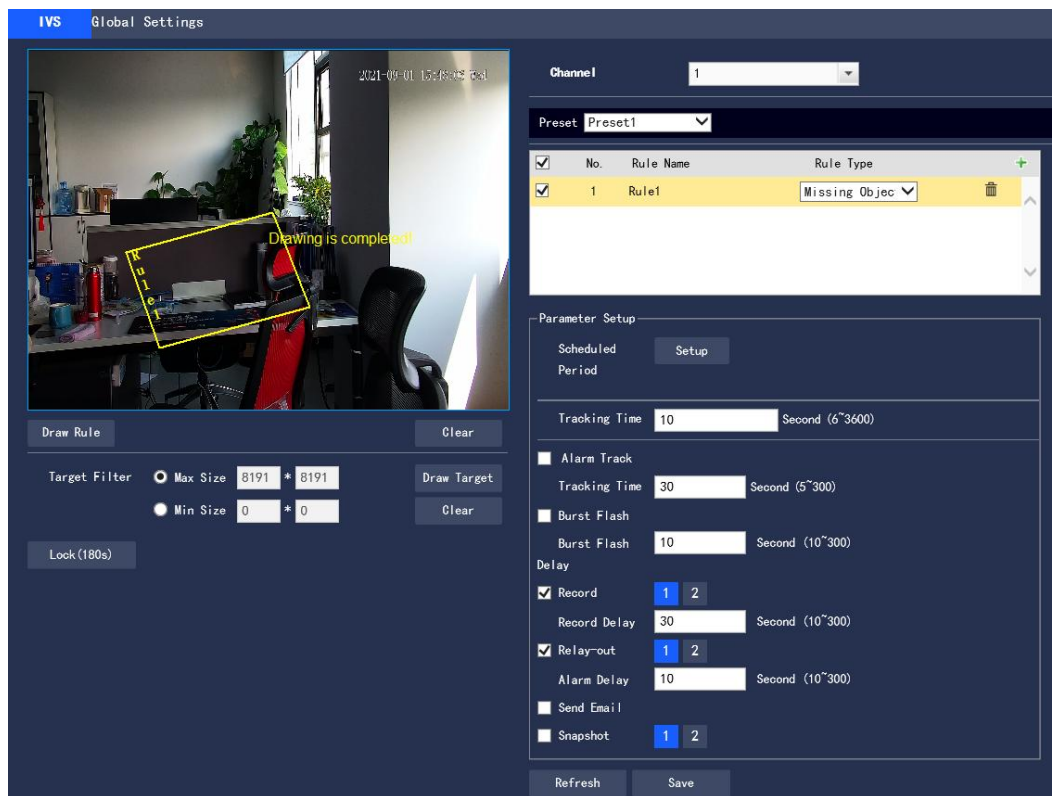 IVS Global Settings
2021-09-01
Drawing is completed!
Rule1
Draw Rule Clear
Target Filter Max Size 8191 * 8191 Draw Target
Min Size 0 * 0 Clear
Lock(180s)
Channel 1
Preset Preset1
No. Rule Name Rule Type +
1 Rule1 Missing Objec
Parameter Setup
Scheduled Setup
Period
Tracking Time 10 Second (6~3600)
Alarm Track
Tracking Time 30 Second (5~300)
Burst Flash
Burst Flash 10 Second (10~300)
Delay
Record 1 2
Record Delay 30 Second (10~300)
Relay-out 1 2
Alarm Delay 10 Second (10~300)
Send Email
Snapshot 1 2
Refresh Save